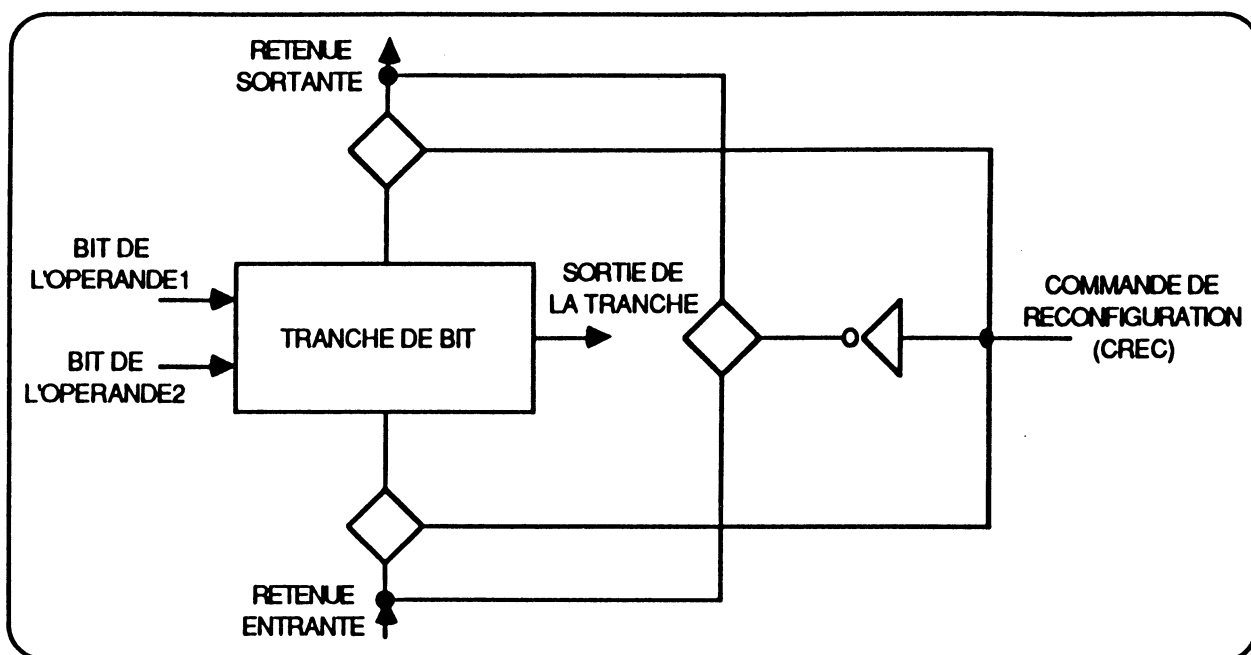 RETENUE
SORTANTE
BIT DE
L'OPERANDE1
BIT DE
L'OPERANDE2
TRANCHE DE BIT
SORTIE DE
LA TRANCHE
COMMANDE DE
RECONFIGURATION
(CREC)
RETENUE
ENTRANTE